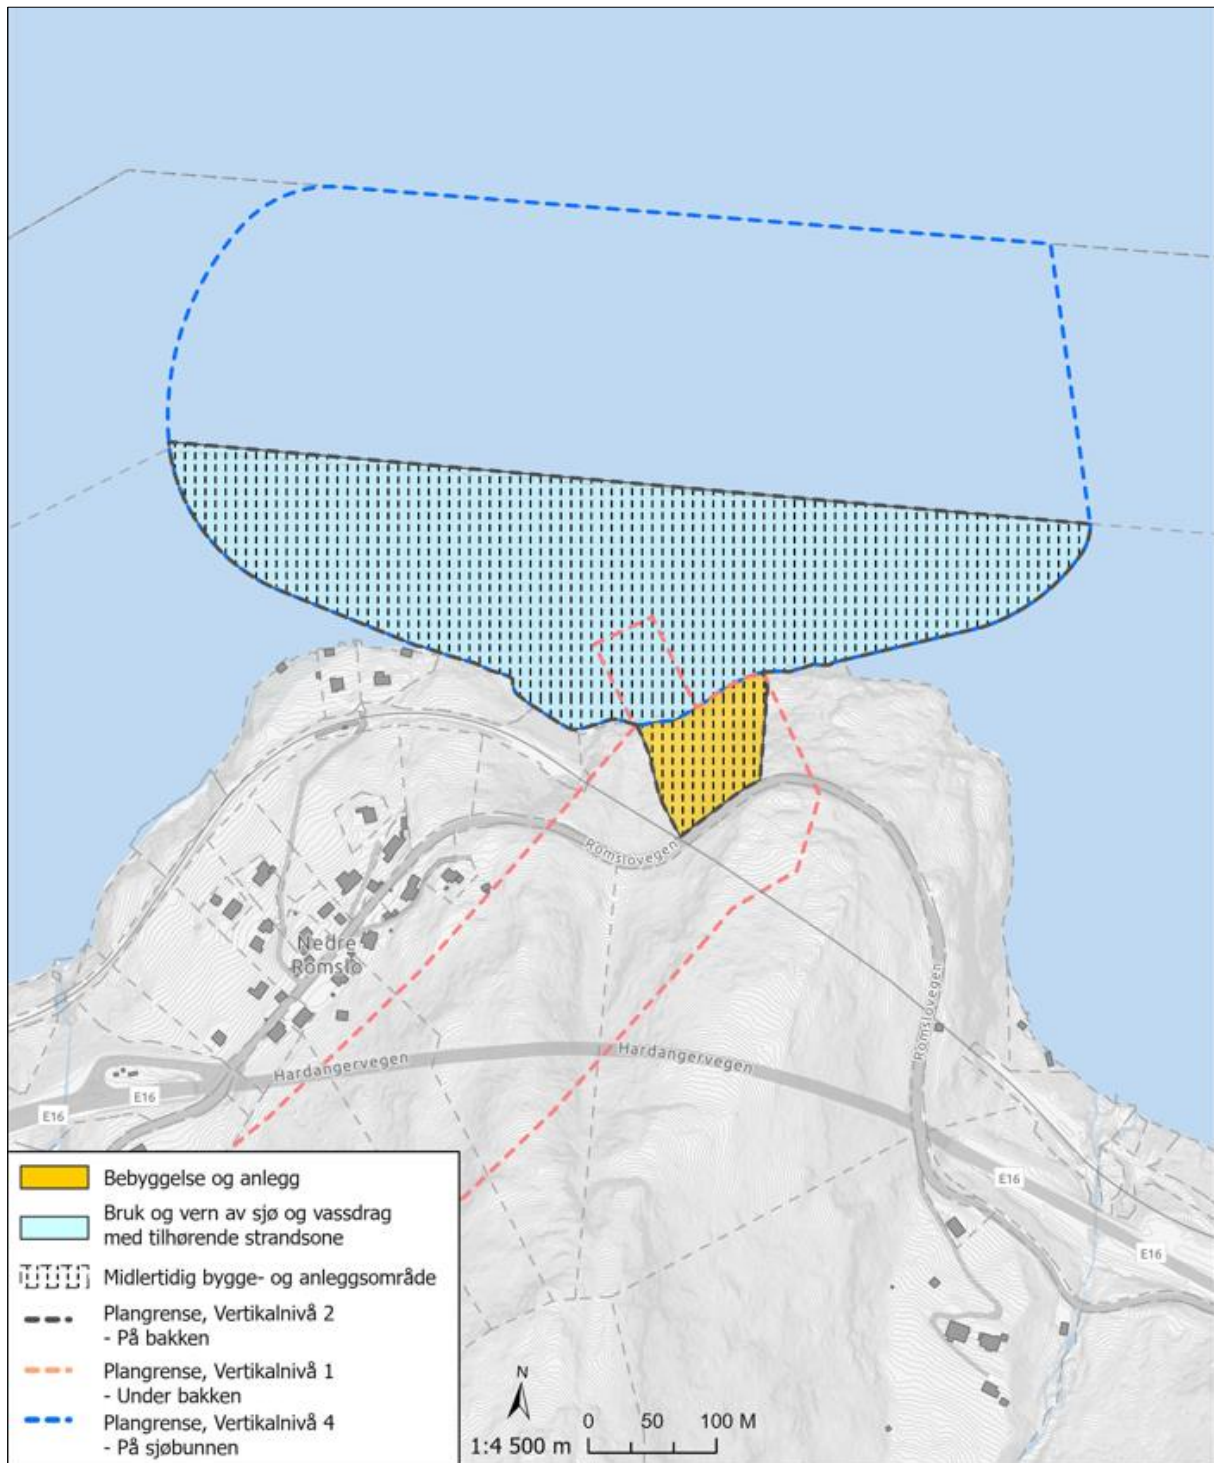 Romslovegen
Nedre
Romslo
Romslovegen
Hardangervegen
Hardangervegen
E16
E16
E16
E16
Bebyggelse og anlegg
Bruk og vern av sjø og vassdrag
med tilhørende strandsone
Midlertidig bygge- og anleggsområde
Plangrense, Vertikalnivå 2
- På bakken
Plangrense, Vertikalnivå 1
- Under bakken
Plangrense, Vertikalnivå 4
- På sjøbunnen
N
0 50 100 M
1:4 500 m